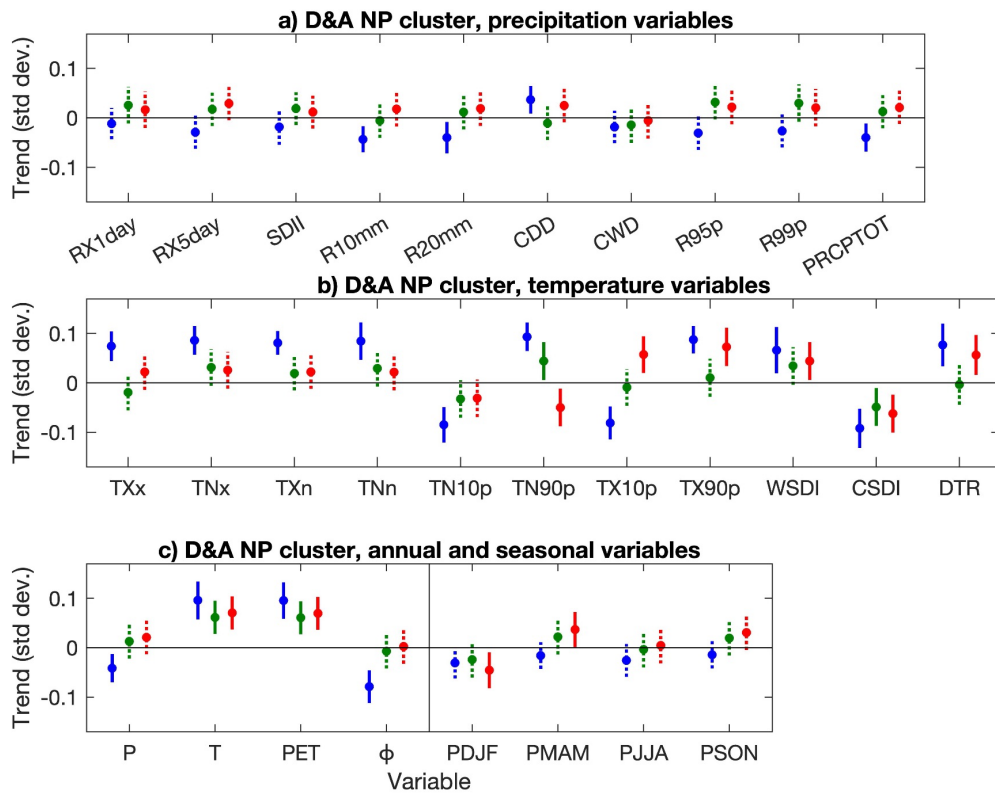 a) D&A NP cluster, precipitation variables
Trend (std dev.)
0.1
0
-0.1
RX1day RX5day SDII R10mm R20mm CDD CWD R95p R99p PRCPTOT
b) D&A NP cluster, temperature variables
Trend (std dev.)
0.1
0
-0.1
TXx TNx TXn TNn TN10p TN90p TX10p TX90p WSDI CSDI DTR
c) D&A NP cluster, annual and seasonal variables
Trend (std dev.)
0.1
0
-0.1
P T PET ϕ PDJF PMAM PJJA PSON
Variable